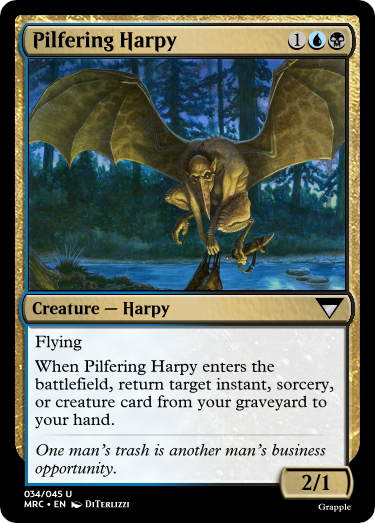 Pilfering Harpy 1
Creature — Harpy
Flying
When Pilfering Harpy enters the
battlefield, return target instant, sorcery,
or creature card from your graveyard to
your hand.
One man's trash is another man's business
opportunity.
2/1
034/045 U
MRC • EN DiTerlizzi
Grapple